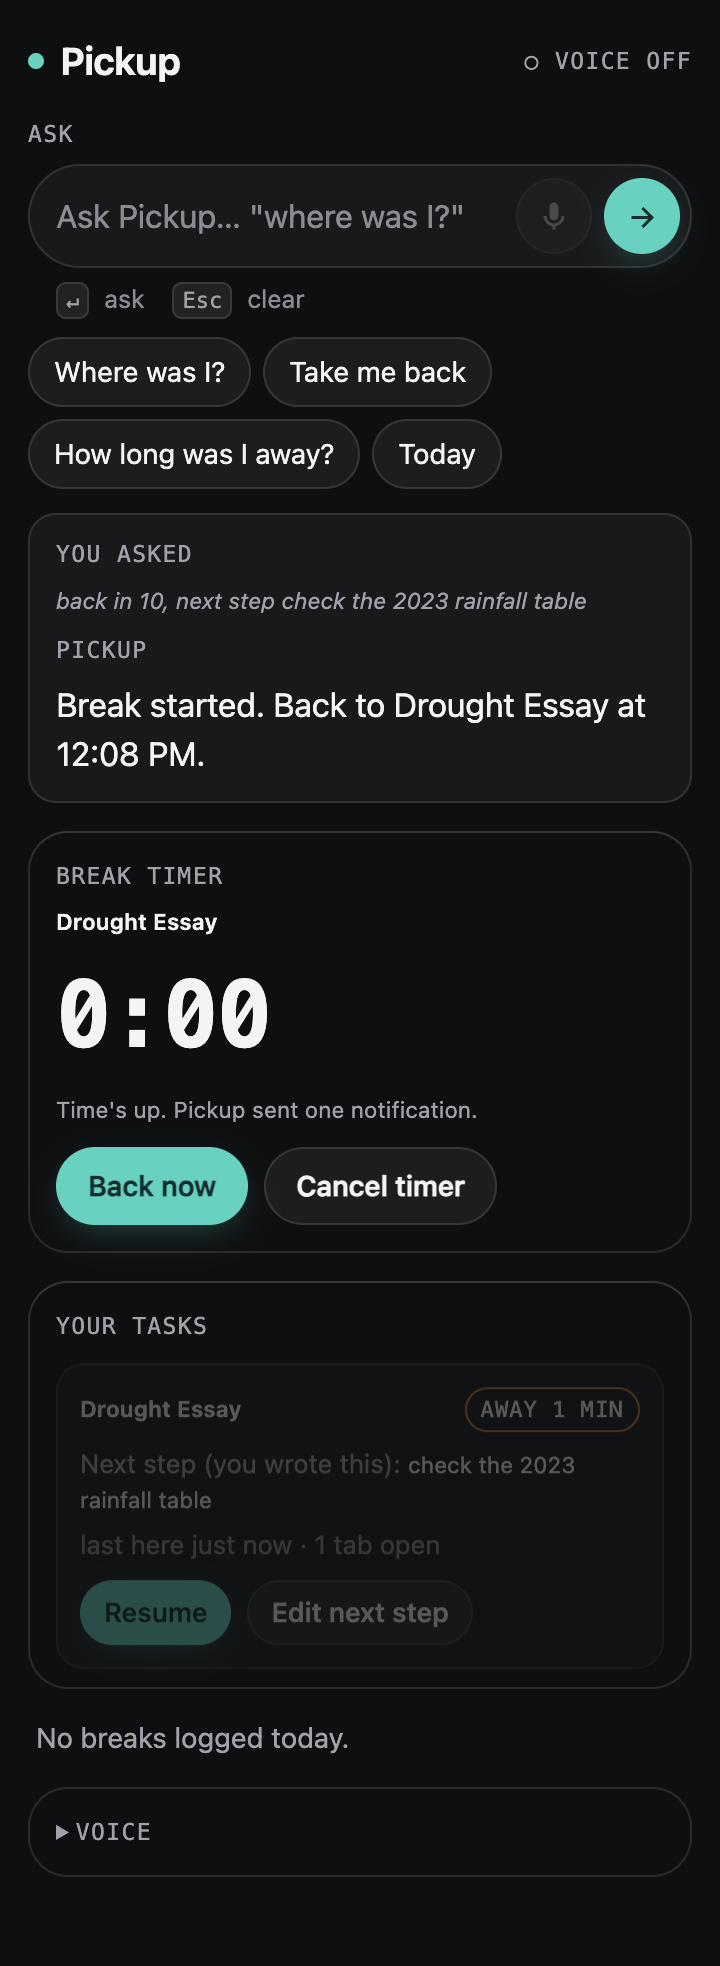 Pickup
VOICE OFF
ASK
Ask Pickup... "where was I?"
↵ ask Esc clear
Where was I? Take me back
How long was I away? Today
YOU ASKED
back in 10, next step check the 2023 rainfall table
PICKUP
Break started. Back to Drought Essay at
12:08 PM.
BREAK TIMER
Drought Essay
0:00
Time's up. Pickup sent one notification.
Back now Cancel timer
YOUR TASKS
Drought Essay AWAY 1 MIN
Next step (you wrote this): check the 2023
rainfall table
last here just now · 1 tab open
Resume Edit next step
No breaks logged today.
VOICE